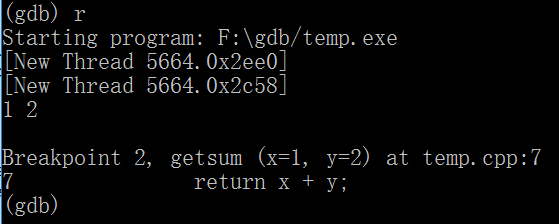 (gdb) r
Starting program: F:\gdb/temp.exe
[New Thread 5664.0x2ee0]
[New Thread 5664.0x2c58]
1 2

Breakpoint 2, getsum (x=1, y=2) at temp.cpp:7
7               return x + y;
(gdb)